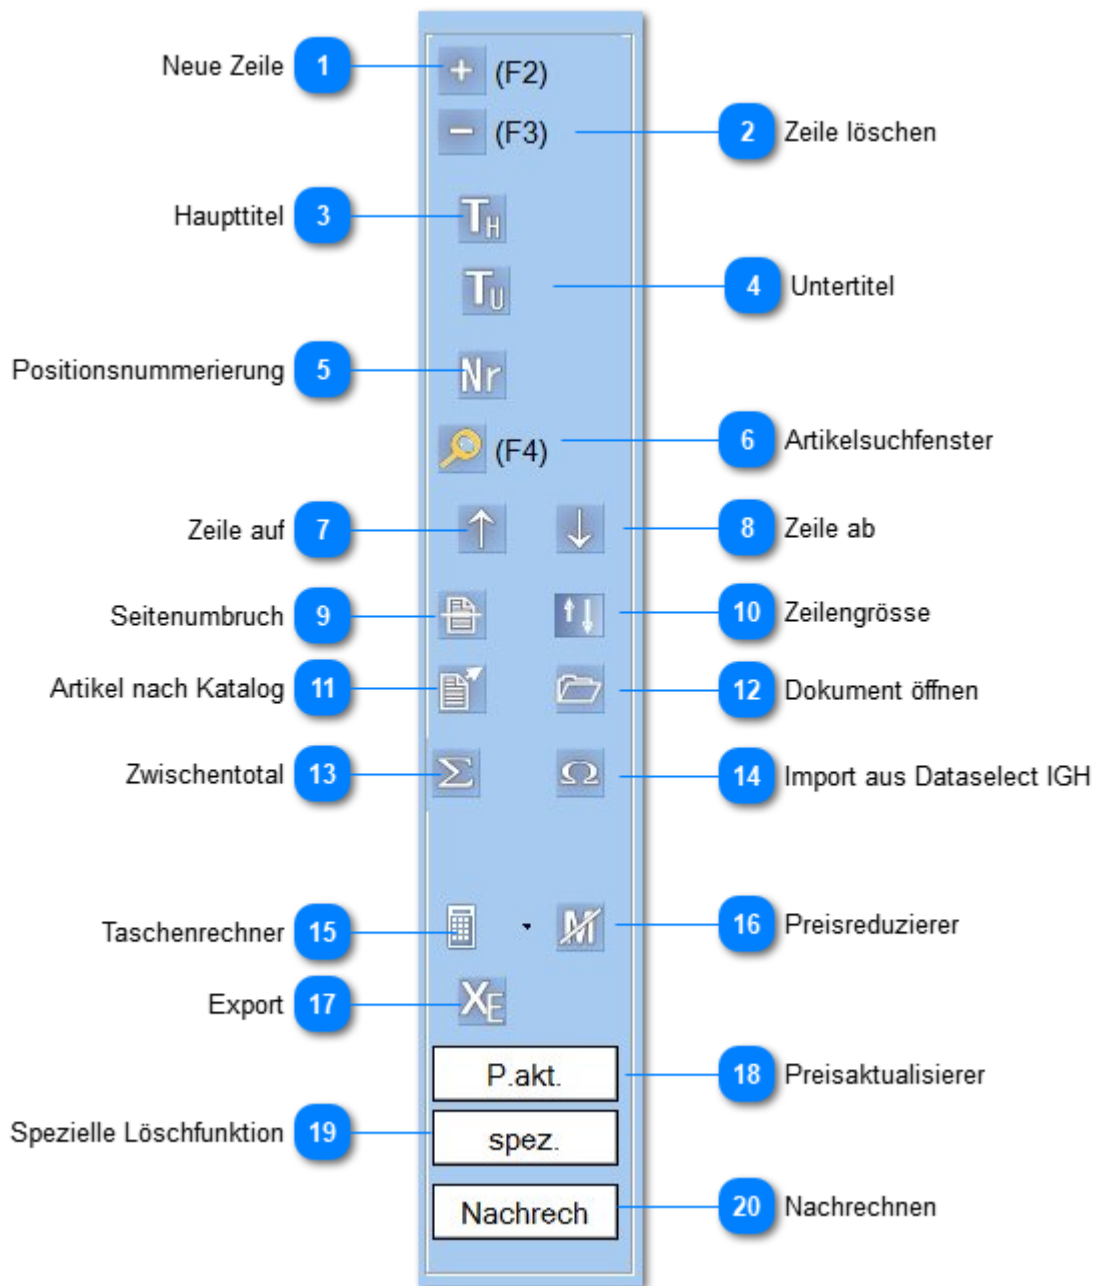 Neue Zeile 1 + (F2)
− (F3) 2 Zeile löschen
Haupttitel 3 TH
TU 4 Untertitel
Positionsnummerierung 5 Nr
(F4) 6 Artikelsuchfenster
Zeile auf 7 ↑ ↓ 8 Zeile ab
Seitenumbruch 9 10 Zeilengrösse
Artikel nach Katalog 11 12 Dokument öffnen
Zwischentotal 13 Σ Ω 14 Import aus Dataselect IGH
Taschenrechner 15 M 16 Preisreduzierer
Export 17 XE
P.akt. 18 Preisaktualisierer
Spezielle Löschfunktion 19 spez.
Nachrech 20 Nachrechnen